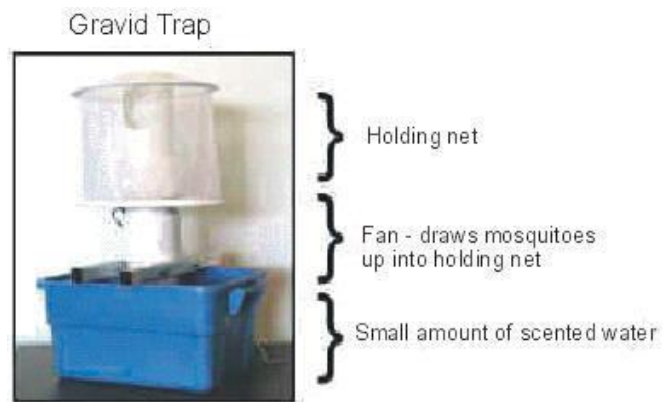 Gravid Trap
Holding net
Fan - draws mosquitoes
up into holding net
Small amount of scented water